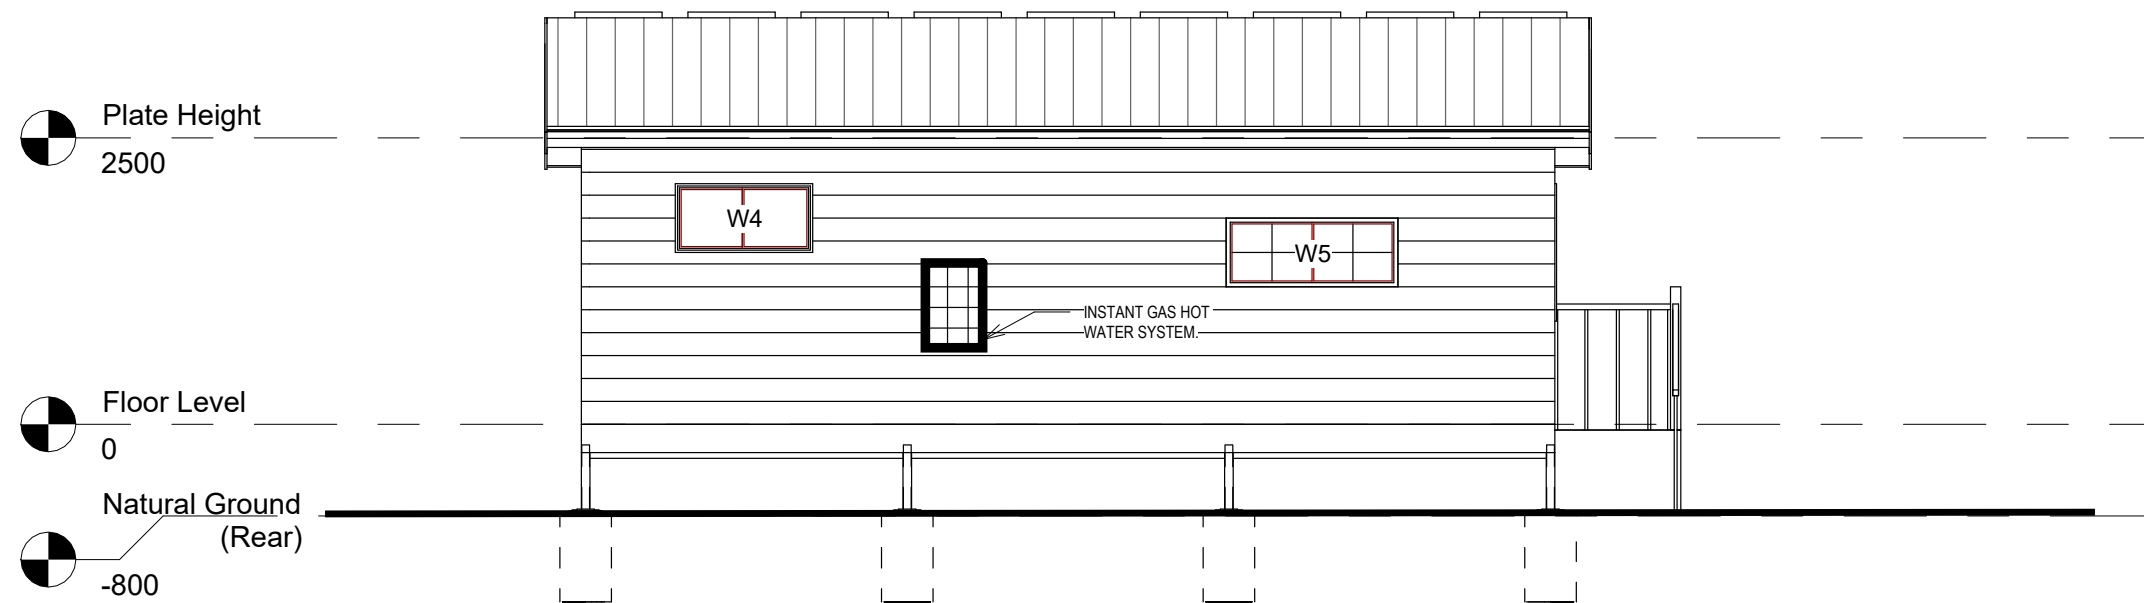 Plate Height
2500
W4
W5
INSTANT GAS HOT
WATER SYSTEM.
Floor Level
0
Natural Ground
(Rear)
-800